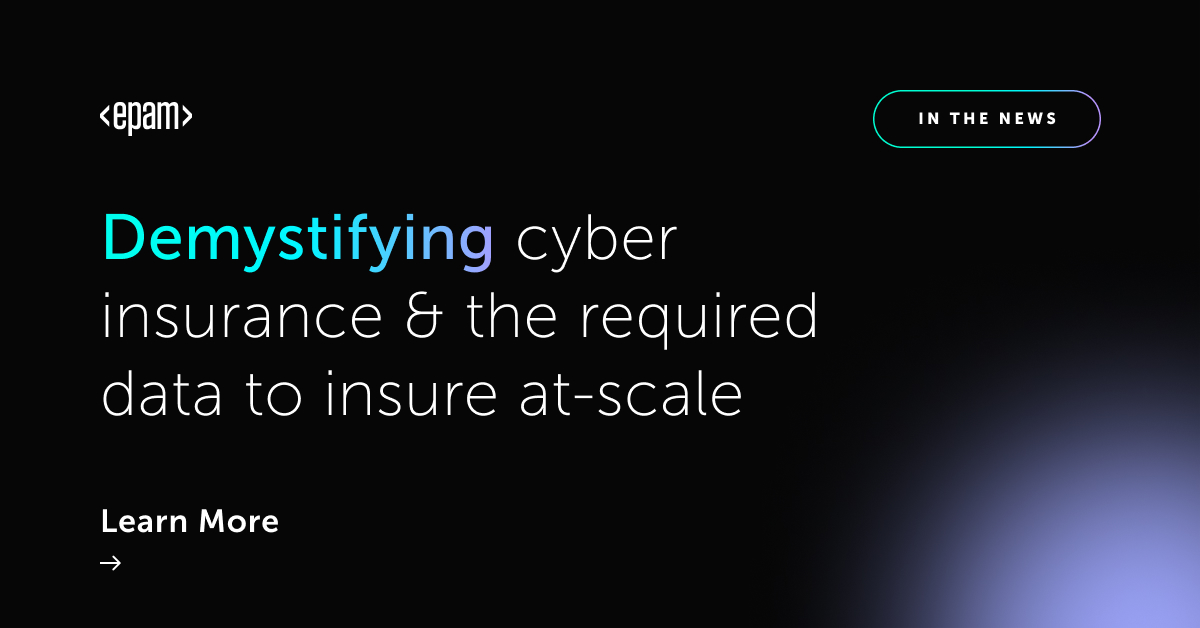 <epam>
IN THE NEWS
Demystifying cyber
insurance & the required
data to insure at-scale
Learn More
→